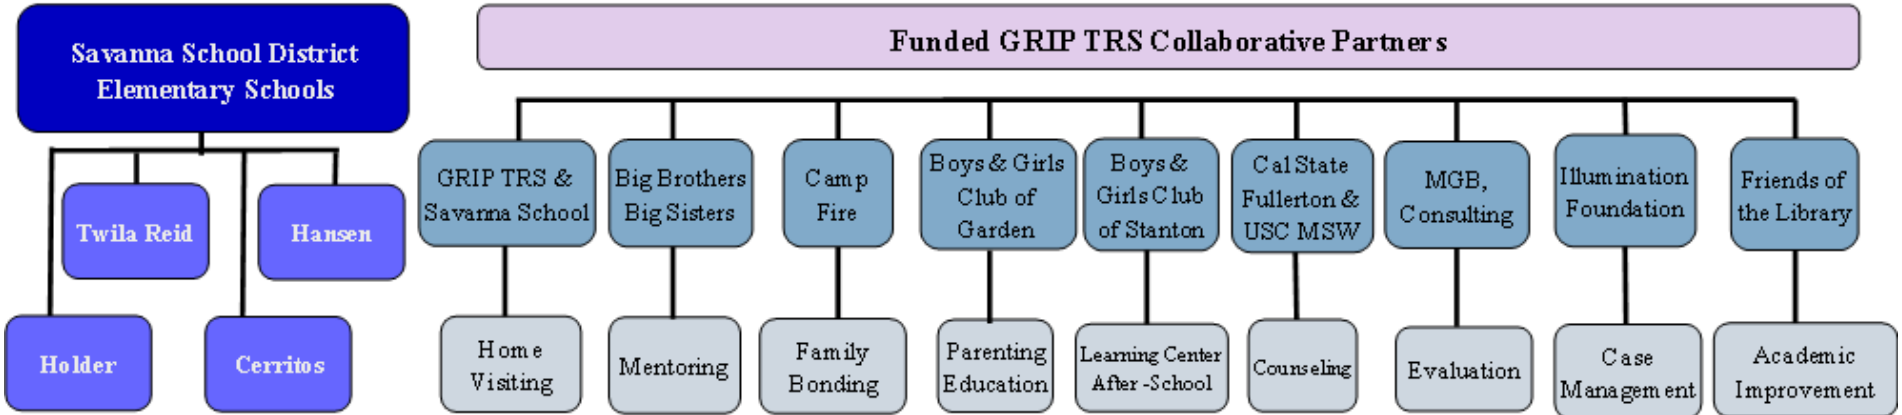 Savanna School District
Elementary Schools
Twila Reid
Hansen
Holder
Cerritos
Funded GRIP TRS Collaborative Partners
GRIP TRS &
Savanna School
Big Brothers
Big Sisters
Camp
Fire
Boys & Girls
Club of
Garden
Boys &
Girls Club
of Stanton
Cal State
Fullerton &
USC MSW
MGB,
Consulting
Illumination
Foundation
Friends of
the Library
Home
Visiting
Mentoring
Family
Bonding
Parenting
Education
Learning Center
After -School
Counseling
Evaluation
Case
Management
Academic
Improvement